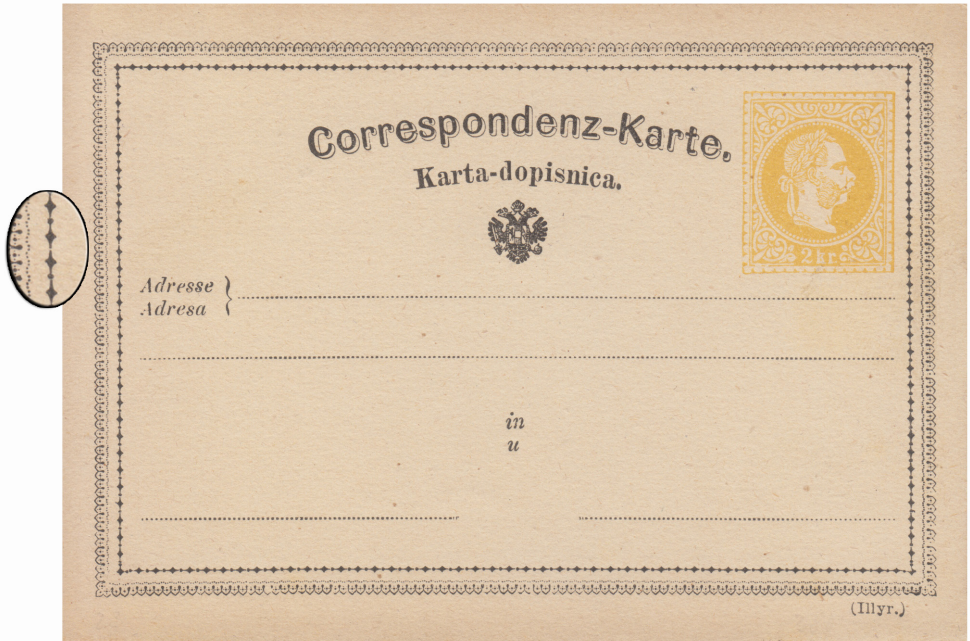 Correspondenz-Karte.
Karta-dopisnica.
2 kr
Adresse
Adresa
in
u
(Illyr.)